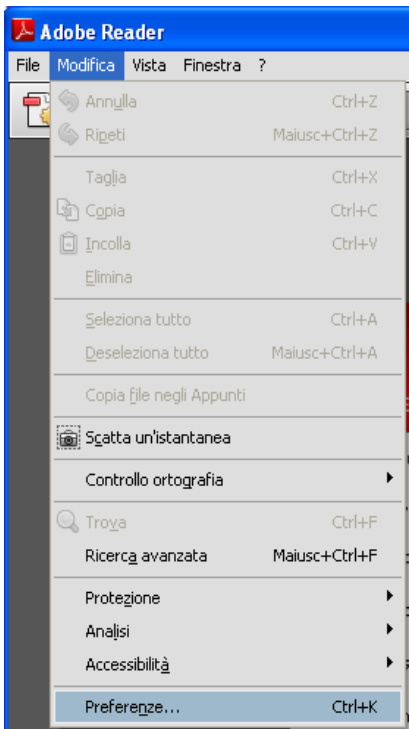 Adobe Reader
File Modifica Vista Finestra ?
Annulla Ctrl+Z
Ripeti Maiusc+Ctrl+Z
Taglia Ctrl+X
Copia Ctrl+C
Incolla Ctrl+V
Elimina
Seleziona tutto Ctrl+A
Deseleziona tutto Maiusc+Ctrl+A
Copia file negli Appunti
Scatta un'istantanea
Controllo ortografia
Trova Ctrl+F
Ricerca avanzata Maiusc+Ctrl+F
Protezione
Analisi
Accessibilità
Preferenze... Ctrl+K